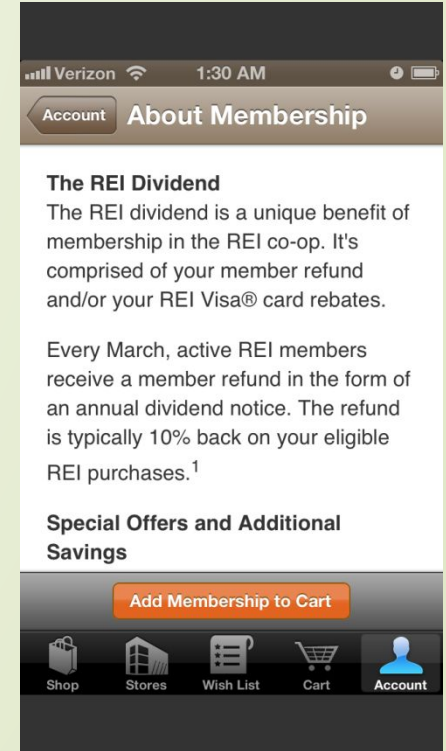 Verizon 1:30 AM
Account About Membership
The REI Dividend
The REI dividend is a unique benefit of
membership in the REI co-op. It's
comprised of your member refund
and/or your REI Visa® card rebates.
Every March, active REI members
receive a member refund in the form of
an annual dividend notice. The refund
is typically 10% back on your eligible
REI purchases.¹
Special Offers and Additional
Savings
Add Membership to Cart
Shop Stores Wish List Cart Account